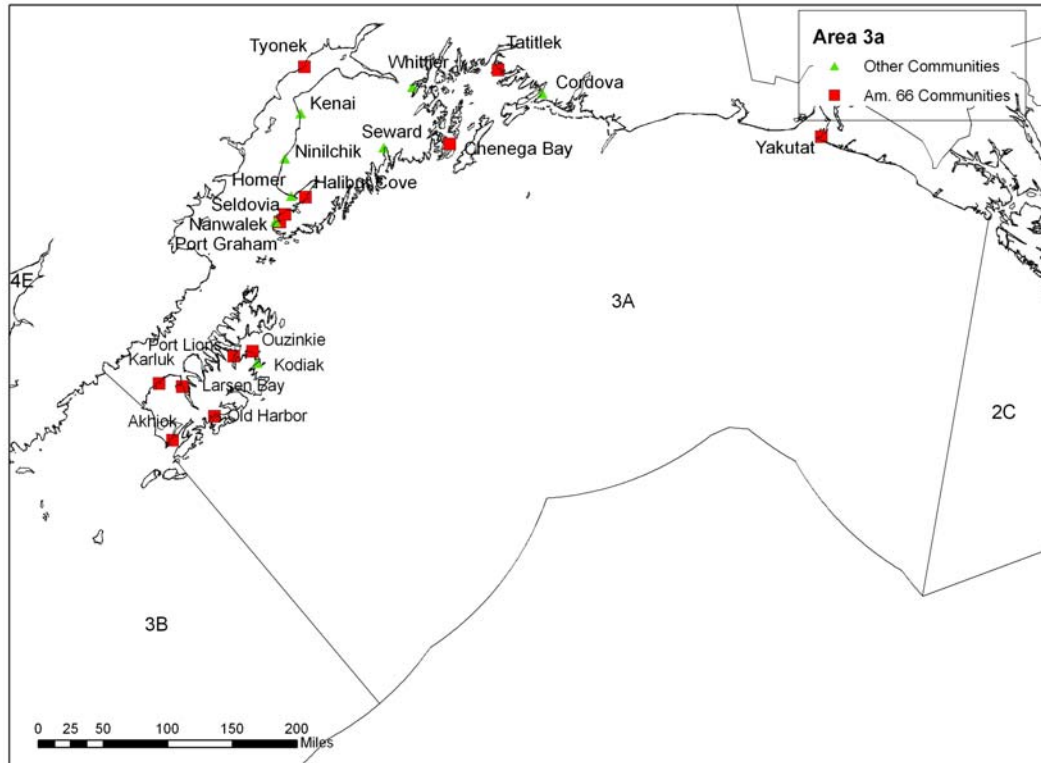 Area 3a
Other Communities
Am. 66 Communities
Tyonek
Tatitlek
Whittier
Cordova
Kenai
Seward
Chenega Bay
Yakutat
Ninilchik
Homer
Halibut Cove
Seldovia
Nanwalek
Port Graham
4E
3A
Ouzinkie
Port Lions
Karluk
Kodiak
Larsen Bay
Akhiok
Old Harbor
2C
3B
0 25 50 100 150 200
Miles